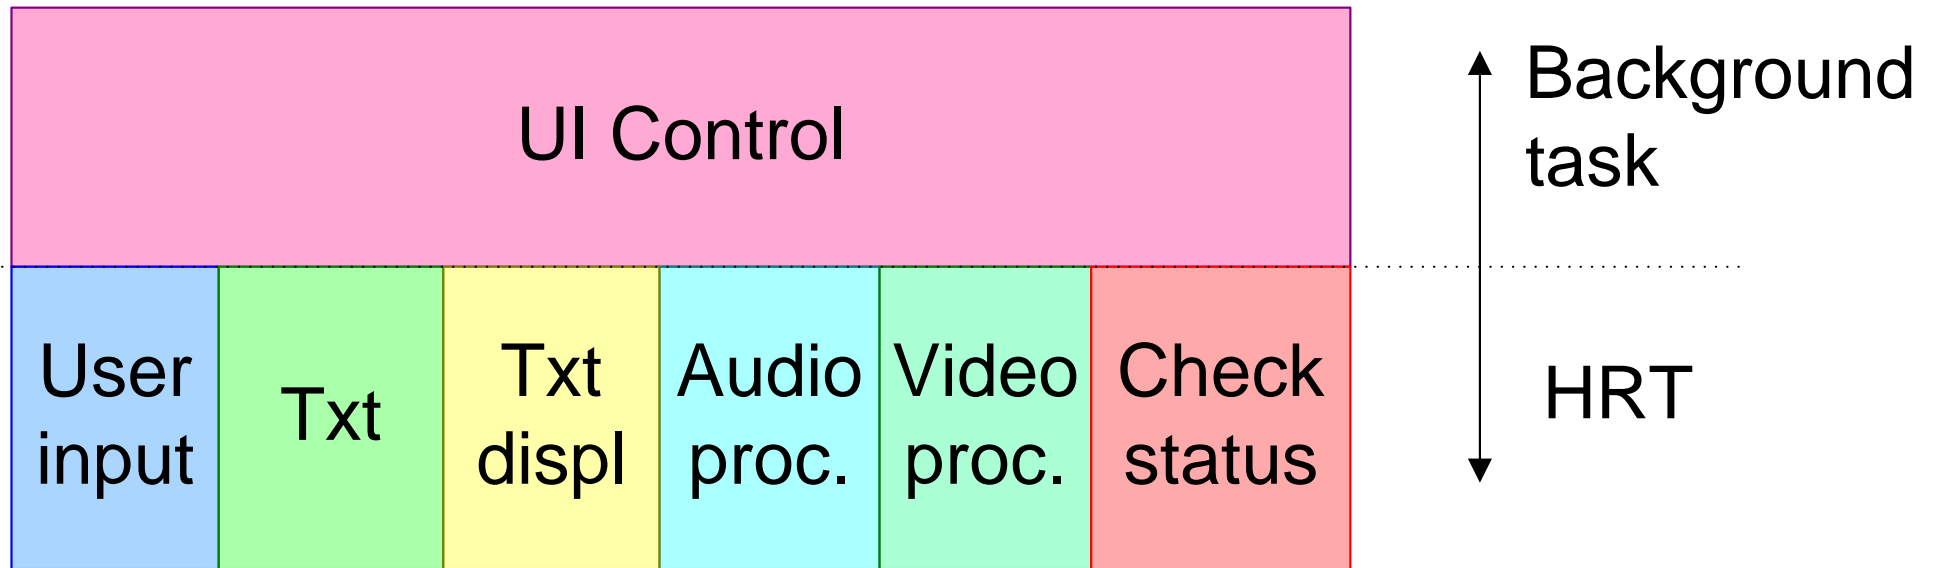 UI Control
Background
task
User
input
Txt
Txt
displ
Audio
proc.
Video
proc.
Check
status
HRT